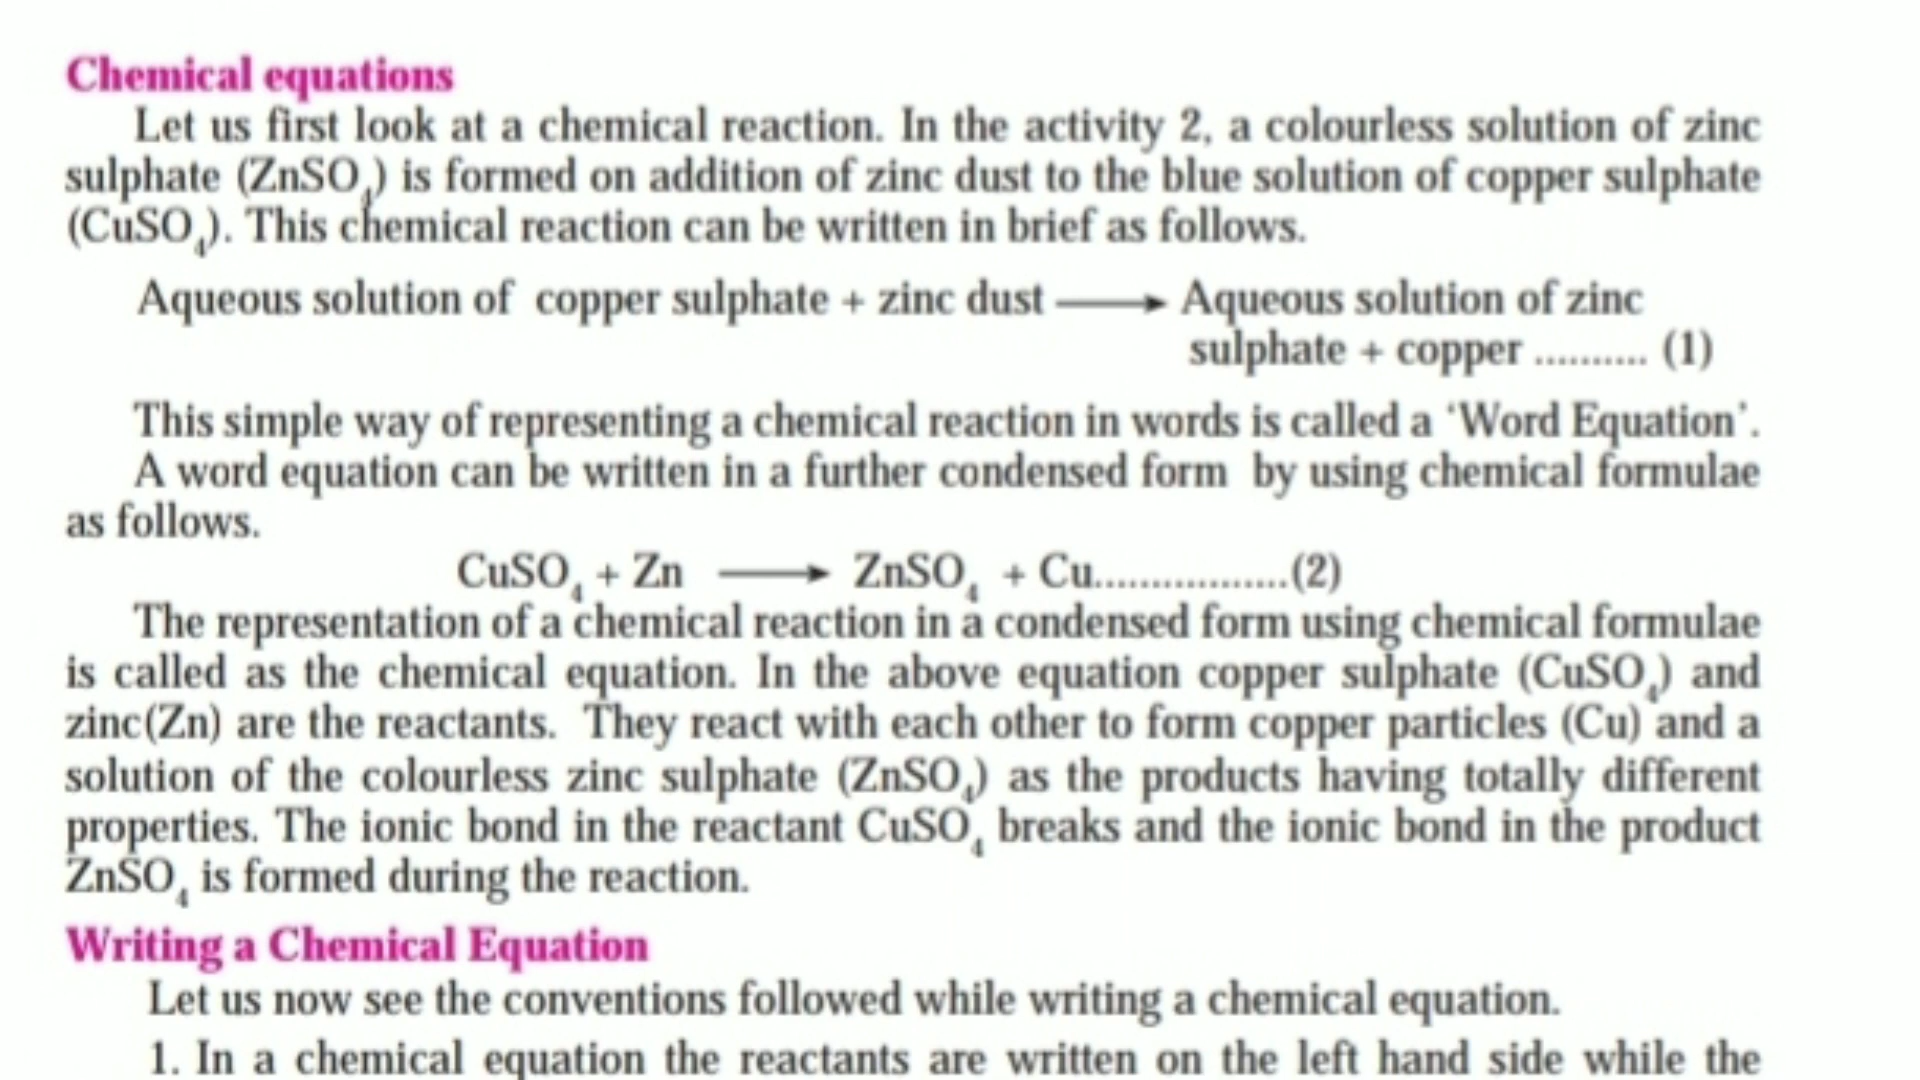 Chemical equations
Let us first look at a chemical reaction. In the activity 2, a colourless solution of zinc
sulphate (ZnSO₄) is formed on addition of zinc dust to the blue solution of copper sulphate
(CuSO₄). This chemical reaction can be written in brief as follows.
Aqueous solution of copper sulphate + zinc dust ⟶ Aqueous solution of zinc
sulphate + copper .......... (1)
This simple way of representing a chemical reaction in words is called a ‘Word Equation’.
A word equation can be written in a further condensed form by using chemical formulae
as follows.
CuSO₄ + Zn ⟶ ZnSO₄ + Cu..................(2)
The representation of a chemical reaction in a condensed form using chemical formulae
is called as the chemical equation. In the above equation copper sulphate (CuSO₄) and
zinc(Zn) are the reactants. They react with each other to form copper particles (Cu) and a
solution of the colourless zinc sulphate (ZnSO₄) as the products having totally different
properties. The ionic bond in the reactant CuSO₄ breaks and the ionic bond in the product
ZnSO₄ is formed during the reaction.
Writing a Chemical Equation
Let us now see the conventions followed while writing a chemical equation.
1. In a chemical equation the reactants are written on the left hand side while the